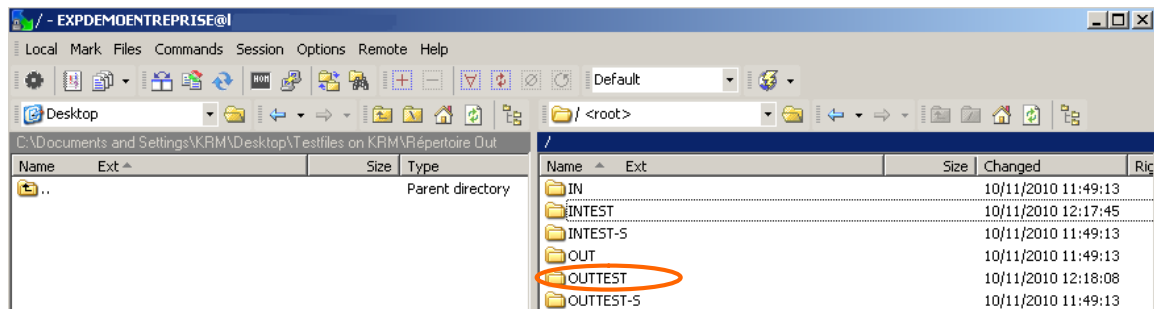 / - EXPDEMOENTREPRISE@l
Local Mark Files Commands Session Options Remote Help
Default
Desktop
/ <root>
C:\Documents and Settings\KRM\Desktop\Testfiles on KRM\Répertoire Out
/
Name Ext Size Type
Name Ext Size Changed Rig
.. Parent directory
IN 10/11/2010 11:49:13
INTEST 10/11/2010 12:17:45
INTEST-S 10/11/2010 11:49:13
OUT 10/11/2010 11:49:13
OUTTEST 10/11/2010 12:18:08
OUTTEST-S 10/11/2010 11:49:13